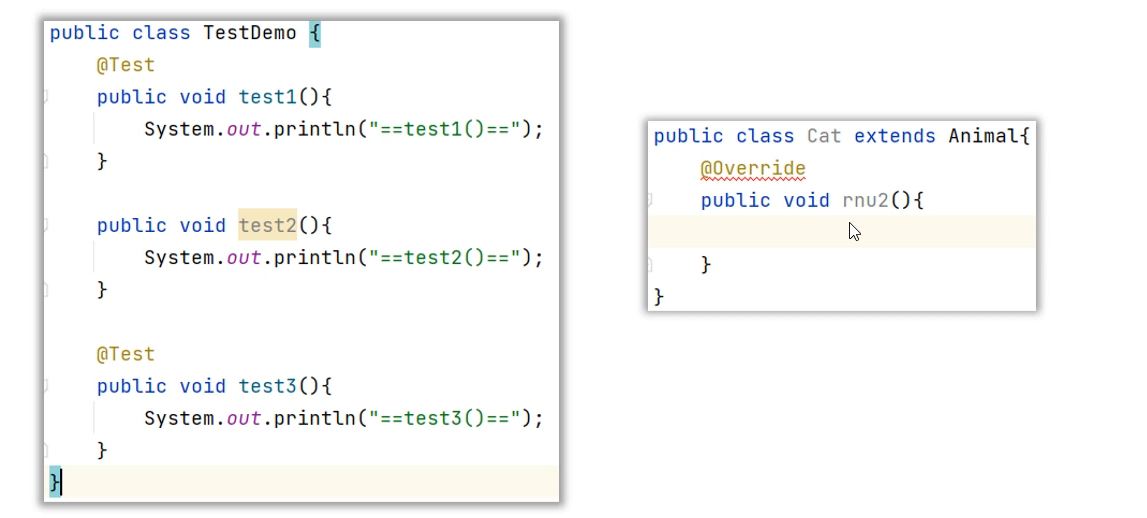 public class TestDemo {
@Test
public void test1(){
System.out.println("==test1()==");
}
public void test2(){
System.out.println("==test2()==");
}
@Test
public void test3(){
System.out.println("==test3()==");
}
}
public class Cat extends Animal{
@Override
public void rnu2(){
}
}